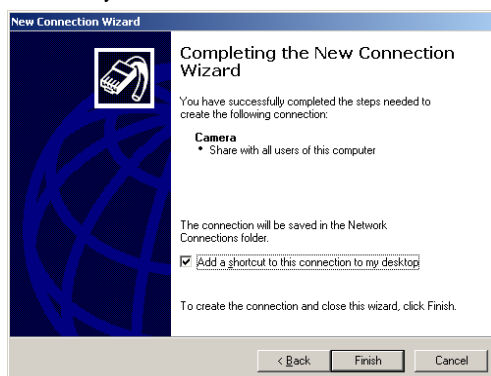 New Connection Wizard
Completing the New Connection
Wizard
You have successfully completed the steps needed to
create the following connection:
Camera
• Share with all users of this computer
The connection will be saved in the Network
Connections folder.
Add a shortcut to this connection to my desktop
To create the connection and close this wizard, click Finish.
< Back Finish Cancel